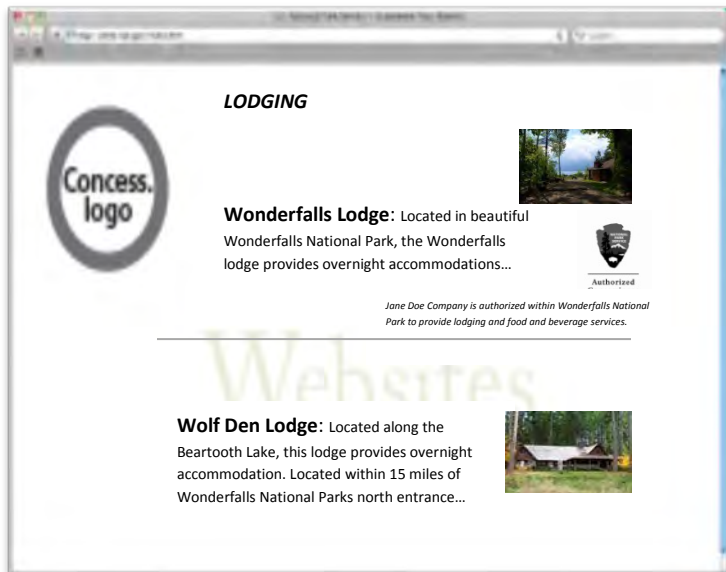 LODGING
Concess.
logo
Wonderfalls Lodge: Located in beautiful
Wonderfalls National Park, the Wonderfalls
lodge provides overnight accommodations…
NATIONAL
PARK
SERVICE
Authorized
Jane Doe Company is authorized within Wonderfalls National
Park to provide lodging and food and beverage services.
Websites
Wolf Den Lodge: Located along the
Beartooth Lake, this lodge provides overnight
accommodation. Located within 15 miles of
Wonderfalls National Parks north entrance…